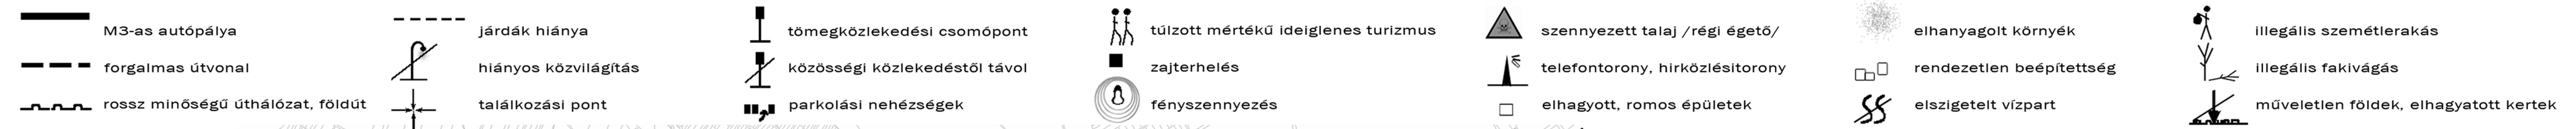 M3-as autópálya
forgalmas útvonal
rossz minőségű úthálózat, földút
járdák hiánya
hiányos közvilágítás
találkozási pont
tömegközlekedési csomópont
közösségi közlekedéstől távol
parkolási nehézségek
túlzott mértékű ideiglenes turizmus
zajterhelés
fényszennyezés
szennyezett talaj /régi égető/
telefontorony, hirközlésitorony
elhagyott, romos épületek
elhanyagolt környék
rendezetlen beépítettség
elszigetelt vízpart
illegális szemétlerakás
illegális fakivágás
műveletlen földek, elhagyatott kertek